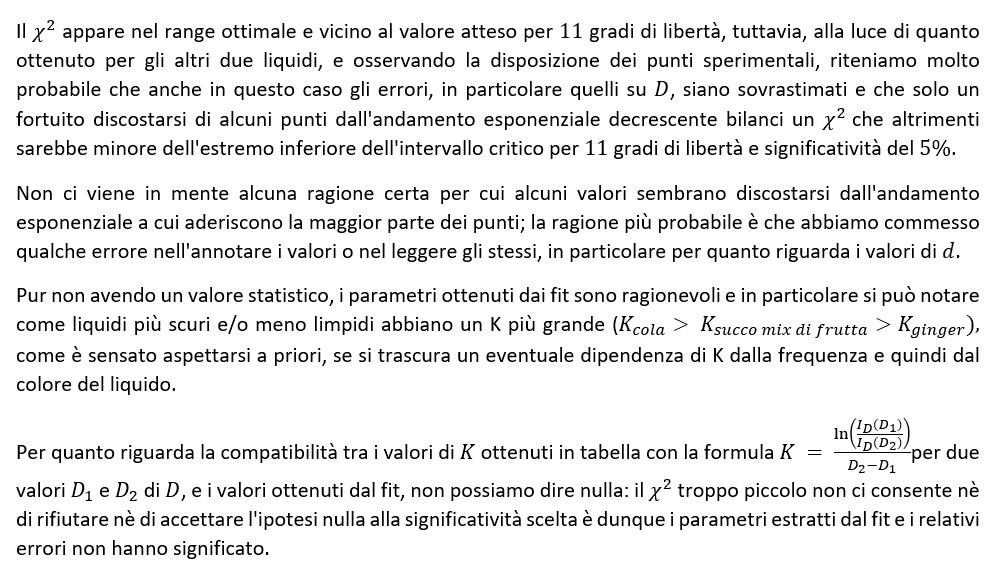 Il χ² appare nel range ottimale e vicino al valore atteso per 11 gradi di libertà, tuttavia, alla luce di quanto
ottenuto per gli altri due liquidi, e osservando la disposizione dei punti sperimentali, riteniamo molto
probabile che anche in questo caso gli errori, in particolare quelli su D, siano sovrastimati e che solo un
fortuito discostarsi di alcuni punti dall'andamento esponenziale decrescente bilanci un χ² che altrimenti
sarebbe minore dell'estremo inferiore dell'intervallo critico per 11 gradi di libertà e significatività del 5%.
Non ci viene in mente alcuna ragione certa per cui alcuni valori sembrano discostarsi dall'andamento
esponenziale a cui aderiscono la maggior parte dei punti; la ragione più probabile è che abbiamo commesso
qualche errore nell'annotare i valori o nel leggere gli stessi, in particolare per quanto riguarda i valori di d.
Pur non avendo un valore statistico, i parametri ottenuti dai fit sono ragionevoli e in particolare si può notare
come liquidi più scuri e/o meno limpidi abbiano un K più grande (K_cola > K_succo mix di frutta > K_ginger),
come è sensato aspettarsi a priori, se si trascura un eventuale dipendenza di K dalla frequenza e quindi dal
colore del liquido.
Per quanto riguarda la compatibilità tra i valori di K ottenuti in tabella con la formula K = ln(I_D(D₁)/I_D(D₂))/(D₂−D₁) per due
valori D₁ e D₂ di D, e i valori ottenuti dal fit, non possiamo dire nulla: il χ² troppo piccolo non ci consente nè
di rifiutare nè di accettare l'ipotesi nulla alla significatività scelta è dunque i parametri estratti dal fit e i relativi
errori non hanno significato.